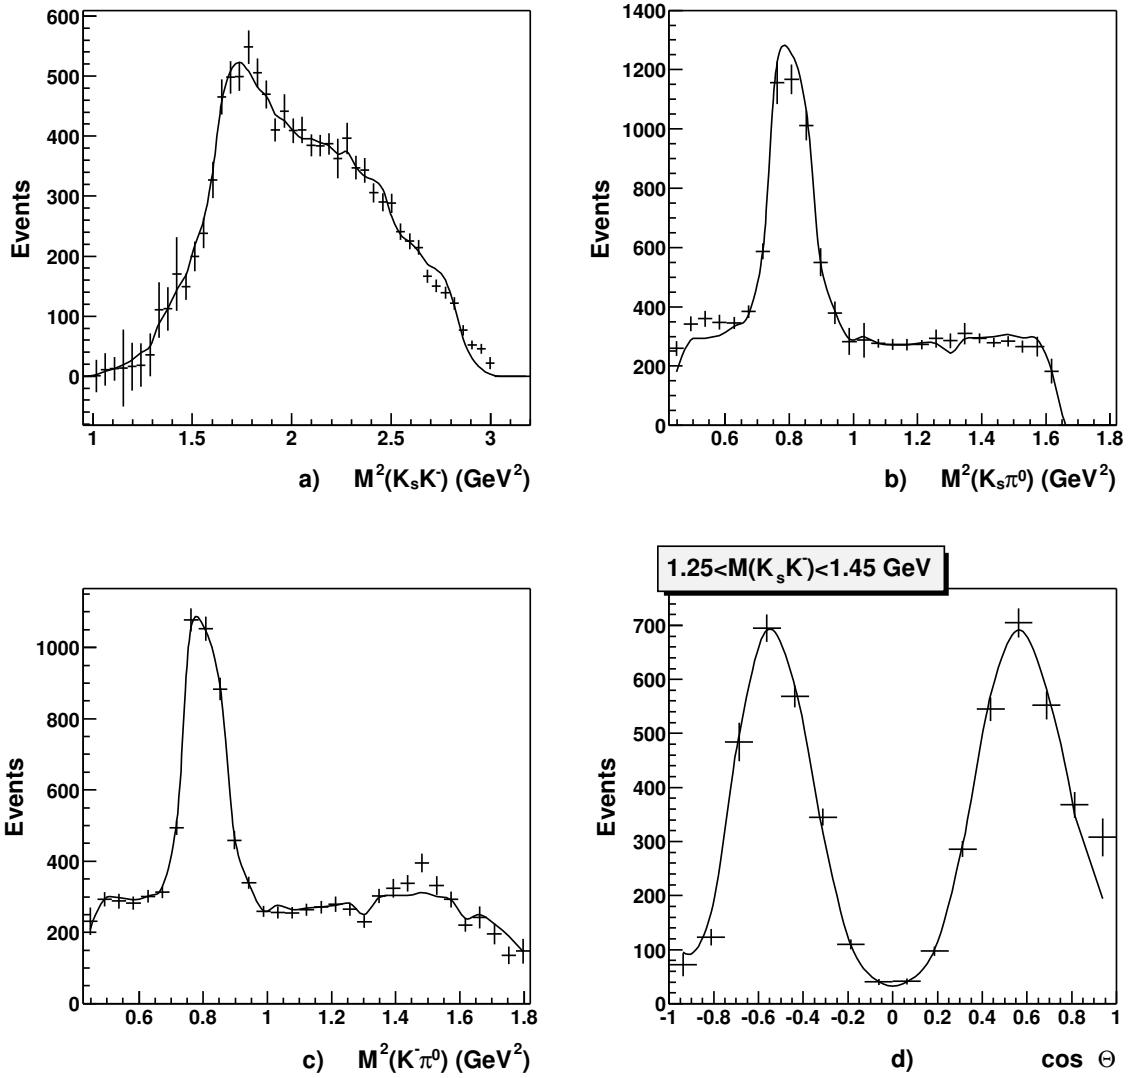 600
500
400
300
200
100
0
Events
1 1.5 2 2.5 3
a) M²(KₛK⁻) (GeV²)
1400
1200
1000
800
600
400
200
0
Events
0.6 0.8 1 1.2 1.4 1.6 1.8
b) M²(Kₛπ⁰) (GeV²)
1000
800
600
400
200
0
Events
0.6 0.8 1 1.2 1.4 1.6 1.8
c) M²(K⁻π⁰) (GeV²)
1.25<M(KₛK⁻)<1.45 GeV
700
600
500
400
300
200
100
0
Events
-1 -0.8 -0.6 -0.4 -0.2 0 0.2 0.4 0.6 0.8 1
d) cos Θ